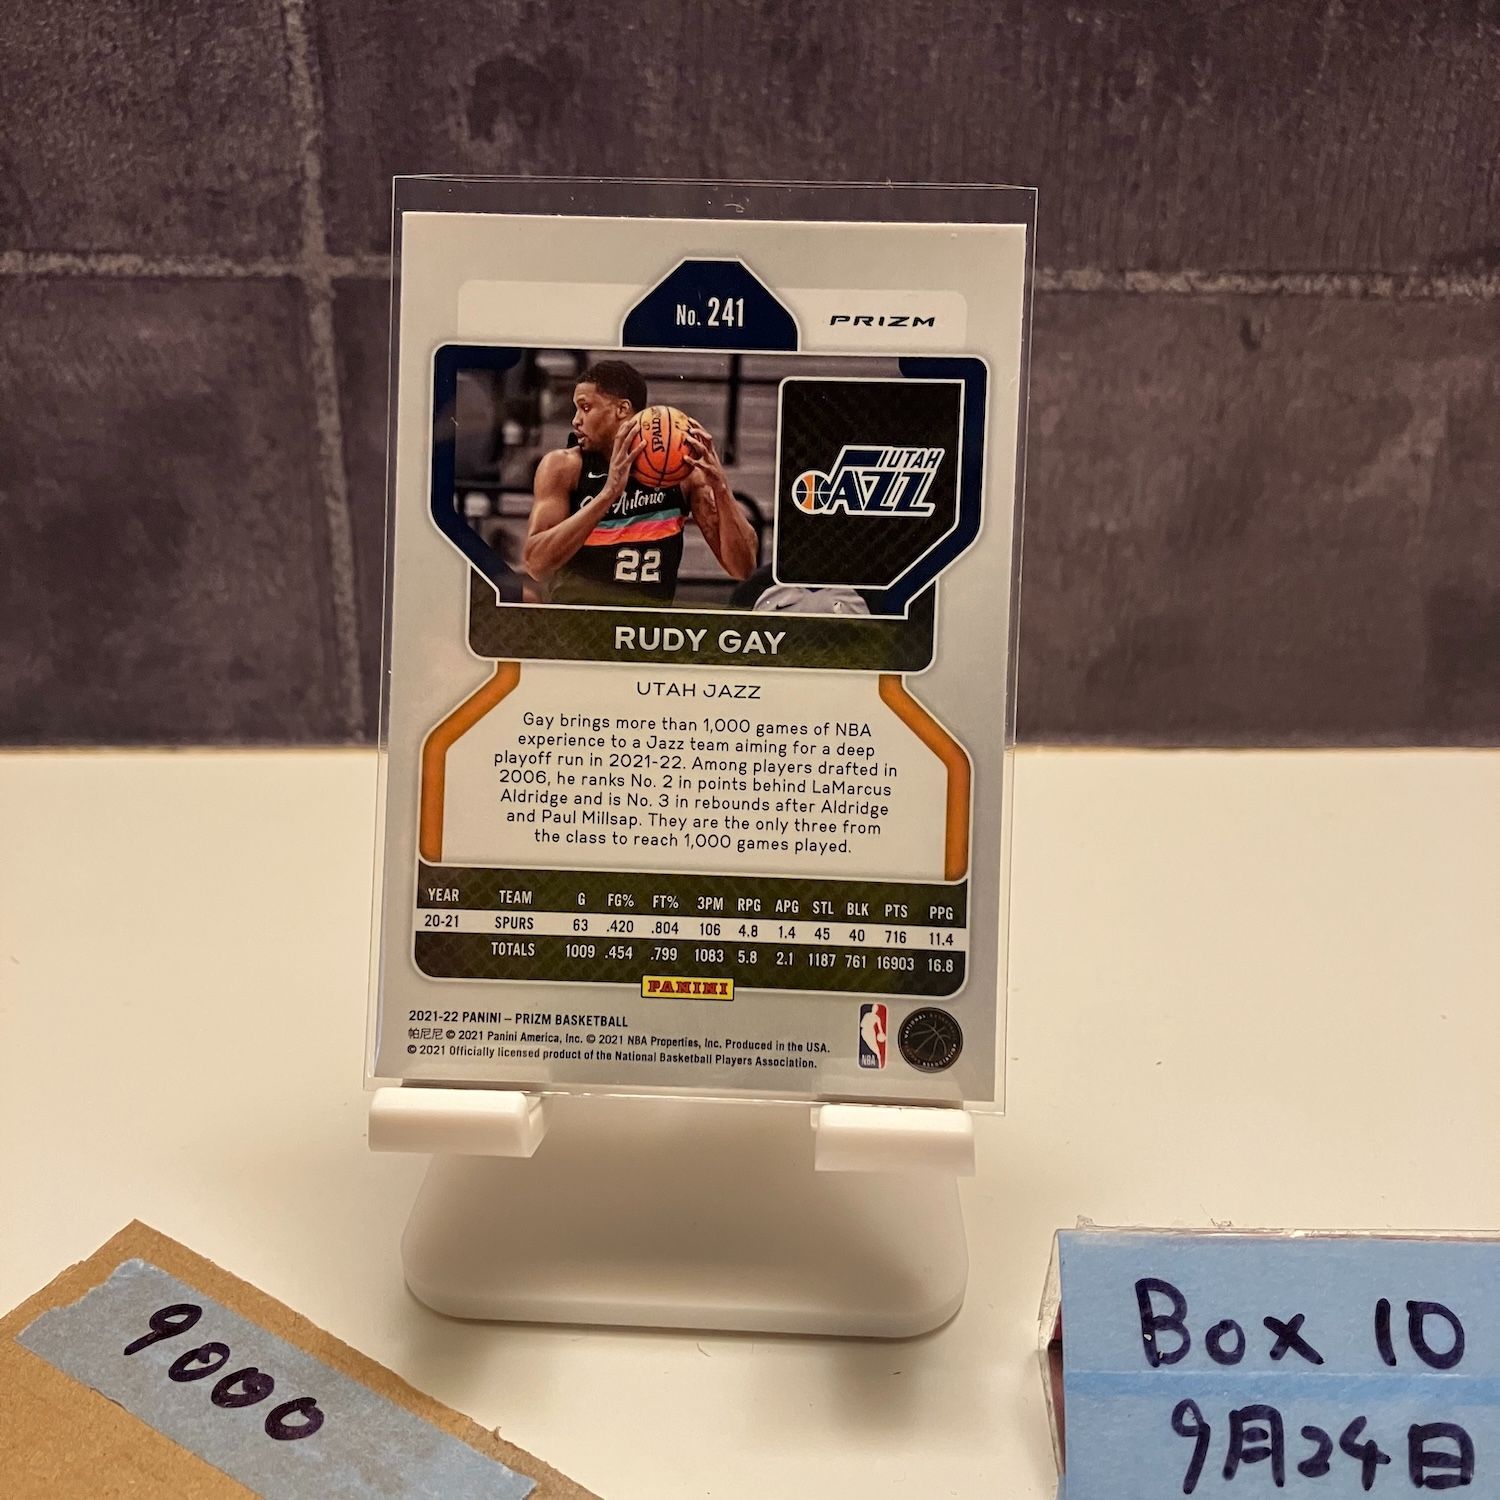 No. 241
PRIZM
SPALDING
San Antonio
22
UTAH
JAZZ
RUDY GAY
UTAH JAZZ
Gay brings more than 1,000 games of NBA
experience to a Jazz team aiming for a deep
playoff run in 2021-22. Among players drafted in
2006, he ranks No. 2 in points behind LaMarcus
Aldridge and is No. 3 in rebounds after Aldridge
and Paul Millsap. They are the only three from
the class to reach 1,000 games played.
YEAR TEAM G FG% FT% 3PM RPG APG STL BLK PTS PPG
20-21 SPURS 63 .420 .804 106 4.8 1.4 45 40 716 11.4
TOTALS 1009 .454 .799 1083 5.8 2.1 1187 761 16903 16.8
PANINI
2021-22 PANINI – PRIZM BASKETBALL
帕尼尼 © 2021 Panini America, Inc. © 2021 NBA Properties, Inc. Produced in the USA.
© 2021 Officially licensed product of the National Basketball Players Association.
NBA
9000
Box 10
9月24日